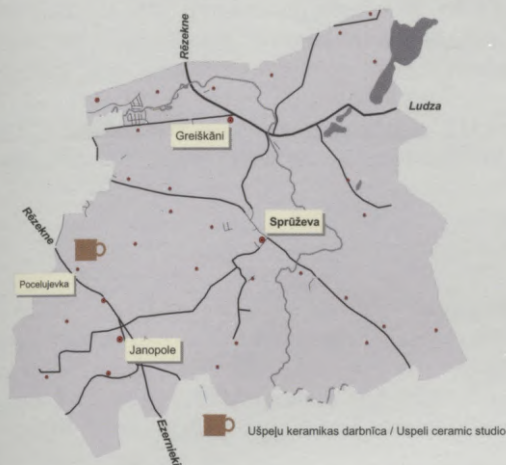 Rēzekne
Ludza
Greiškāni
Rēzekne
Sprūževa
Pocelujevka
Janopole
Ezernieki
Ušpeļu keramikas darbnīca / Uspeli ceramic studio